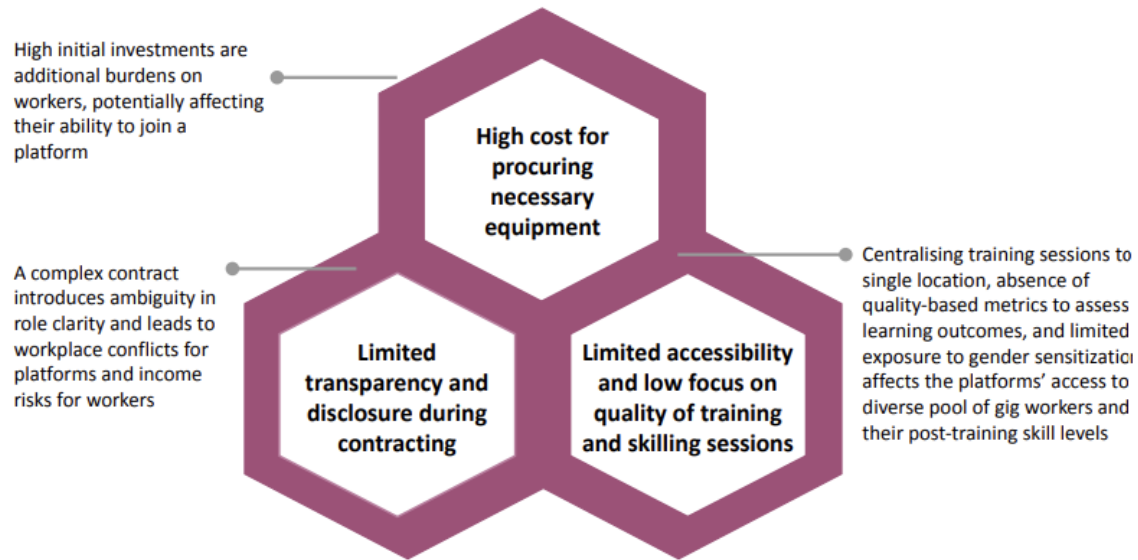 High initial investments are
additional burdens on
workers, potentially affecting
their ability to join a
platform
High cost for
procuring
necessary
equipment
A complex contract
introduces ambiguity in
role clarity and leads to
workplace conflicts for
platforms and income
risks for workers
Limited
transparency and
disclosure during
contracting
Limited accessibility
and low focus on
quality of training
and skilling sessions
Centralising training sessions to
single location, absence of
quality-based metrics to assess
learning outcomes, and limited
exposure to gender sensitization
affects the platforms’ access to
diverse pool of gig workers and
their post-training skill levels